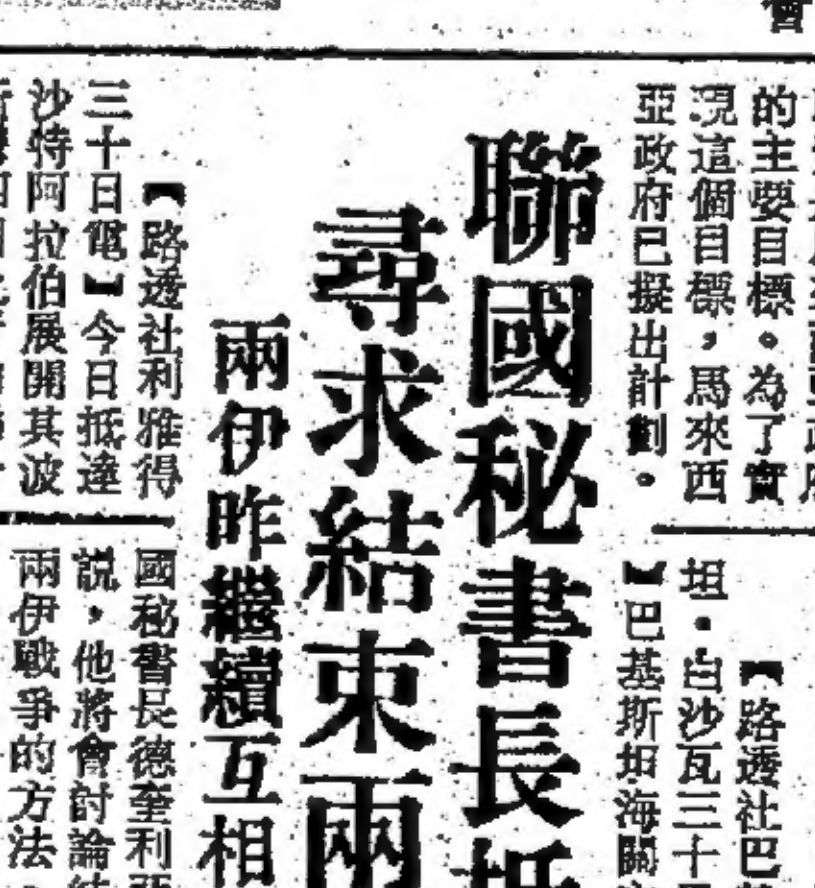 會
的主要目標。為了實
現這個目標，馬來西
亞政府已擬出計劃。
【路透社巴
坦・白沙瓦三十
】巴基斯坦海關
聯國秘書長抵
尋求結束兩
兩伊昨繼續互相
【路透社利雅得
三十日電】今日抵達
沙特阿拉伯展開其波
國秘書長德奎利亞
說，他將會討論結
兩伊戰爭的方法